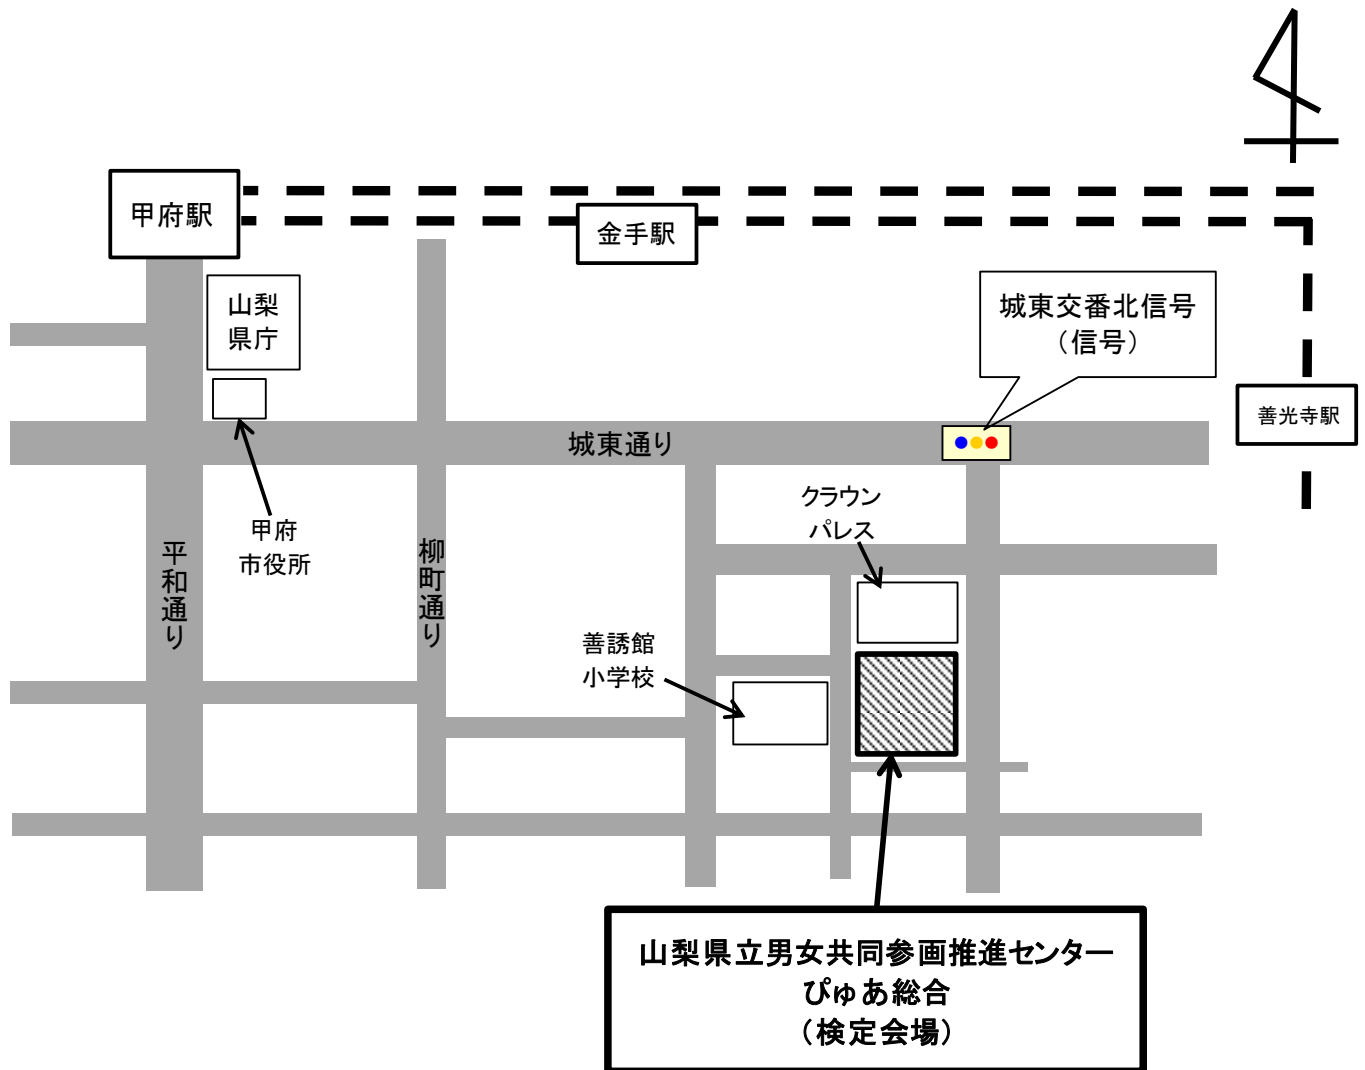 甲府駅
金手駅
山梨
県庁
城東交番北信号
（信号）
善光寺駅
城東通り
クラウン
パレス
甲府
市役所
平和通り
柳町通り
善誘館
小学校
山梨県立男女共同参画推進センター
ぴゅあ総合
（検定会場）